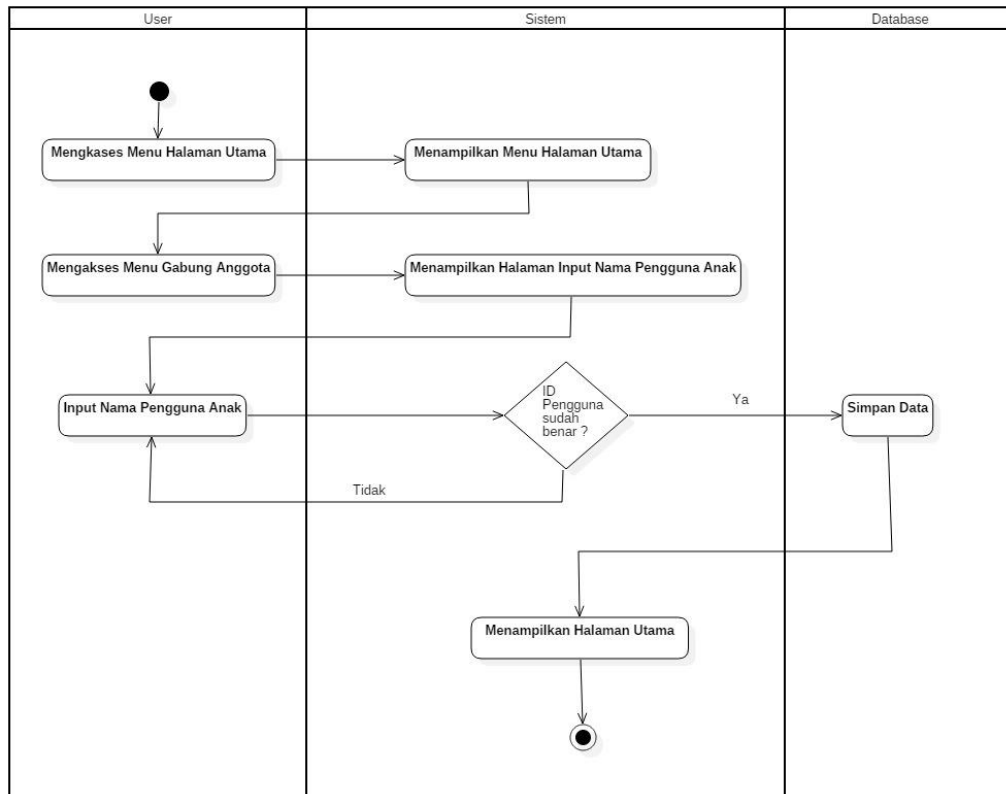 User
Sistem
Database
Mengkases Menu Halaman Utama
Menampilkan Menu Halaman Utama
Mengakses Menu Gabung Anggota
Menampilkan Halaman Input Nama Pengguna Anak
Input Nama Pengguna Anak
ID
Pengguna
sudah
benar ?
Ya
Simpan Data
Tidak
Menampilkan Halaman Utama